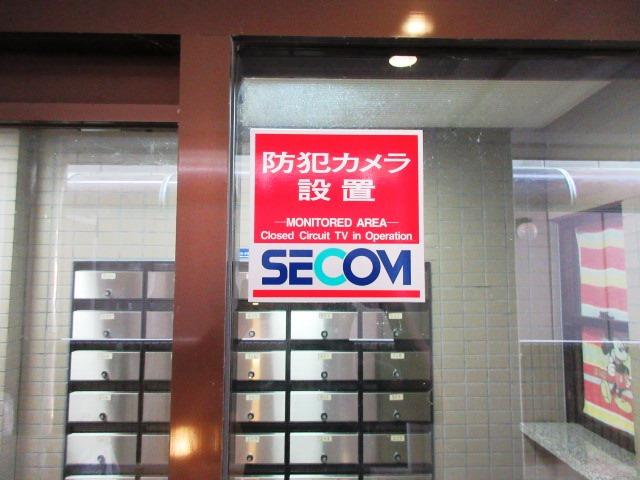 防犯カメラ
設置
—MONITORED AREA—
Closed Circuit TV in Operation
SECOM